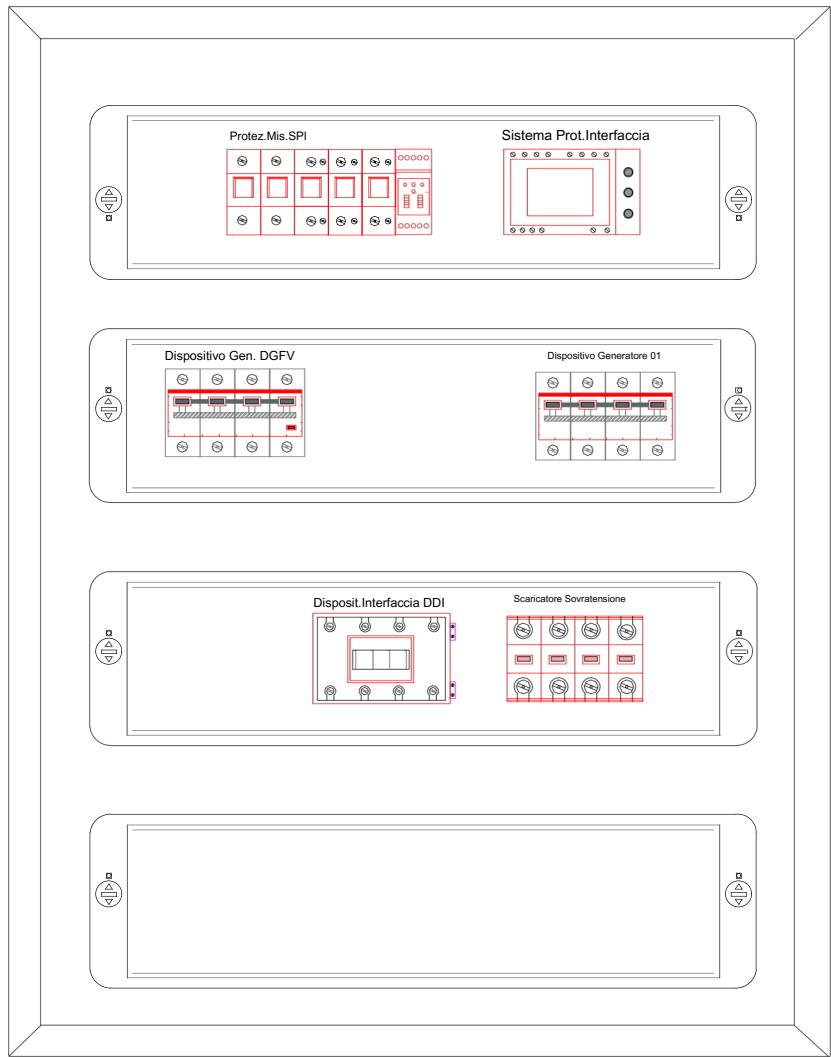 Protez.Mis.SPI
Sistema Prot.Interfaccia
Dispositivo Gen. DGFV
Dispositivo Generatore 01
Disposit.Interfaccia DDI
Scaricatore Sovratensione